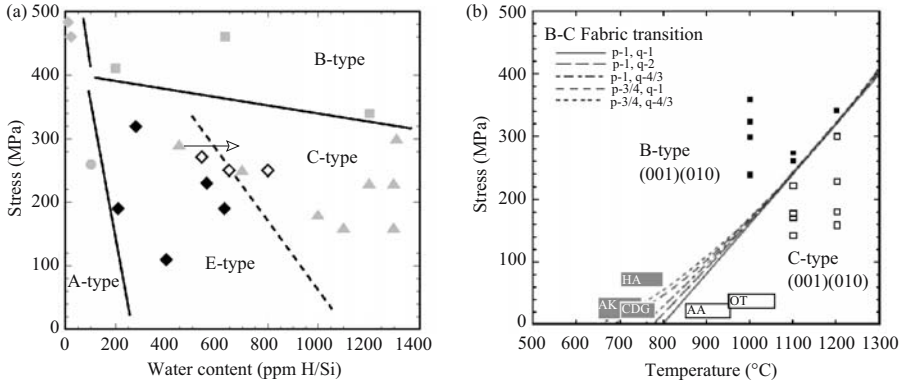 (a)
500
400
300
200
100
0
Stress (MPa)
0 200 400 600 800 1000 1200 1400
Water content (ppm H/Si)
B-type
C-type
E-type
A-type
(b)
500
400
300
200
100
0
Stress (MPa)
500 600 700 800 900 1000 1100 1200 1300
Temperature (°C)
B-C Fabric transition
p-1, q-1
p-1, q-2
p-1, q-4/3
p-3/4, q-1
p-3/4, q-4/3
B-type
(001)(010)
C-type
(001)(010)
HA
AK
CDG
AA
OT